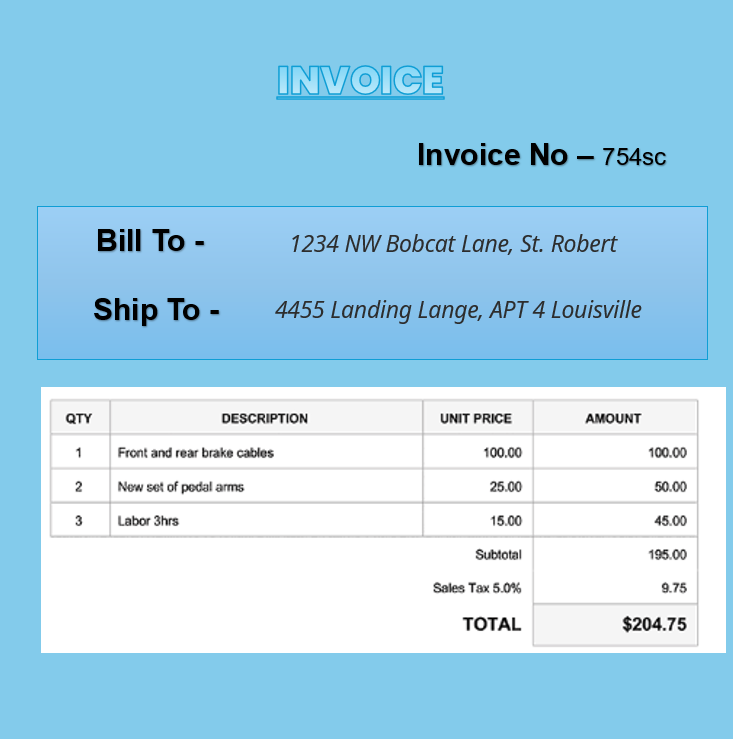 INVOICE
Invoice No – 754sc
Bill To - 1234 NW Bobcat Lane, St. Robert
Ship To - 4455 Landing Lange, APT 4 Louisville
QTY DESCRIPTION UNIT PRICE AMOUNT
1 Front and rear brake cables 100.00 100.00
2 New set of pedal arms 25.00 50.00
3 Labor 3hrs 15.00 45.00
Subtotal 195.00
Sales Tax 5.0% 9.75
TOTAL $204.75